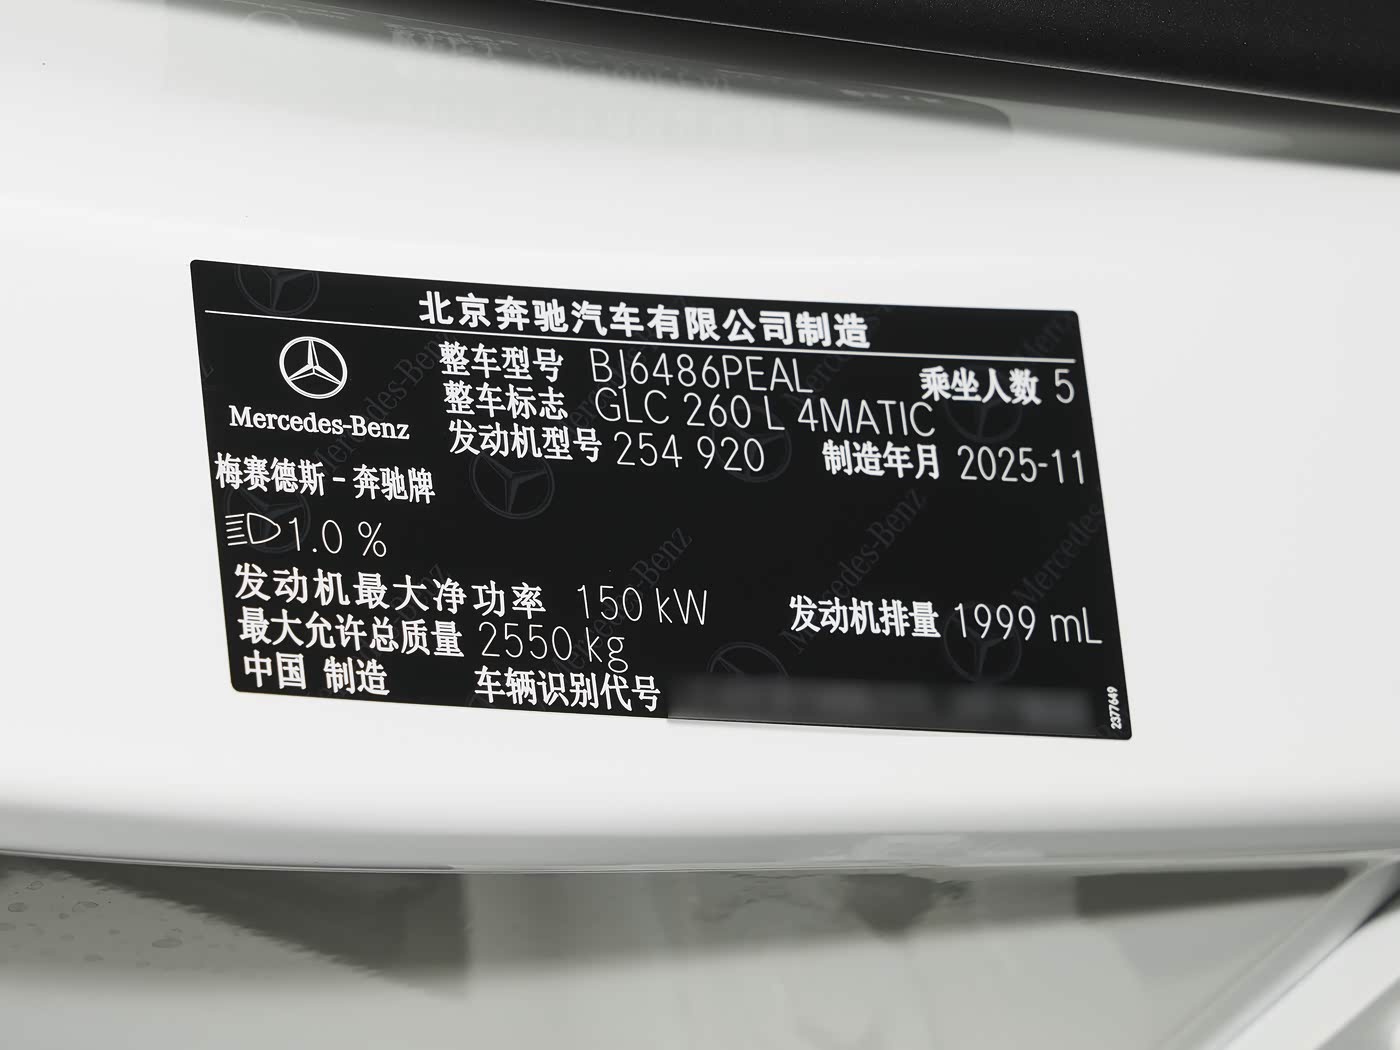 北京奔驰汽车有限公司制造
Mercedes-Benz
梅赛德斯-奔驰牌
整车型号 BJ6486PEAL 乘坐人数 5
整车标志 GLC 260 L 4MATIC
发动机型号 254 920 制造年月 2025-11
1.0 %
发动机最大净功率 150 kW 发动机排量 1999 mL
最大允许总质量 2550 kg
中国 制造 车辆识别代号
2377649